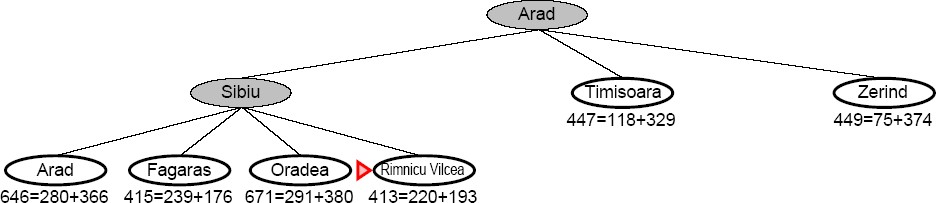 Arad
Sibiu
Timisoara
Zerind
447=118+329
449=75+374
Arad
Fagaras
Oradea
Rimnicu Vilcea
646=280+366
415=239+176
671=291+380
413=220+193